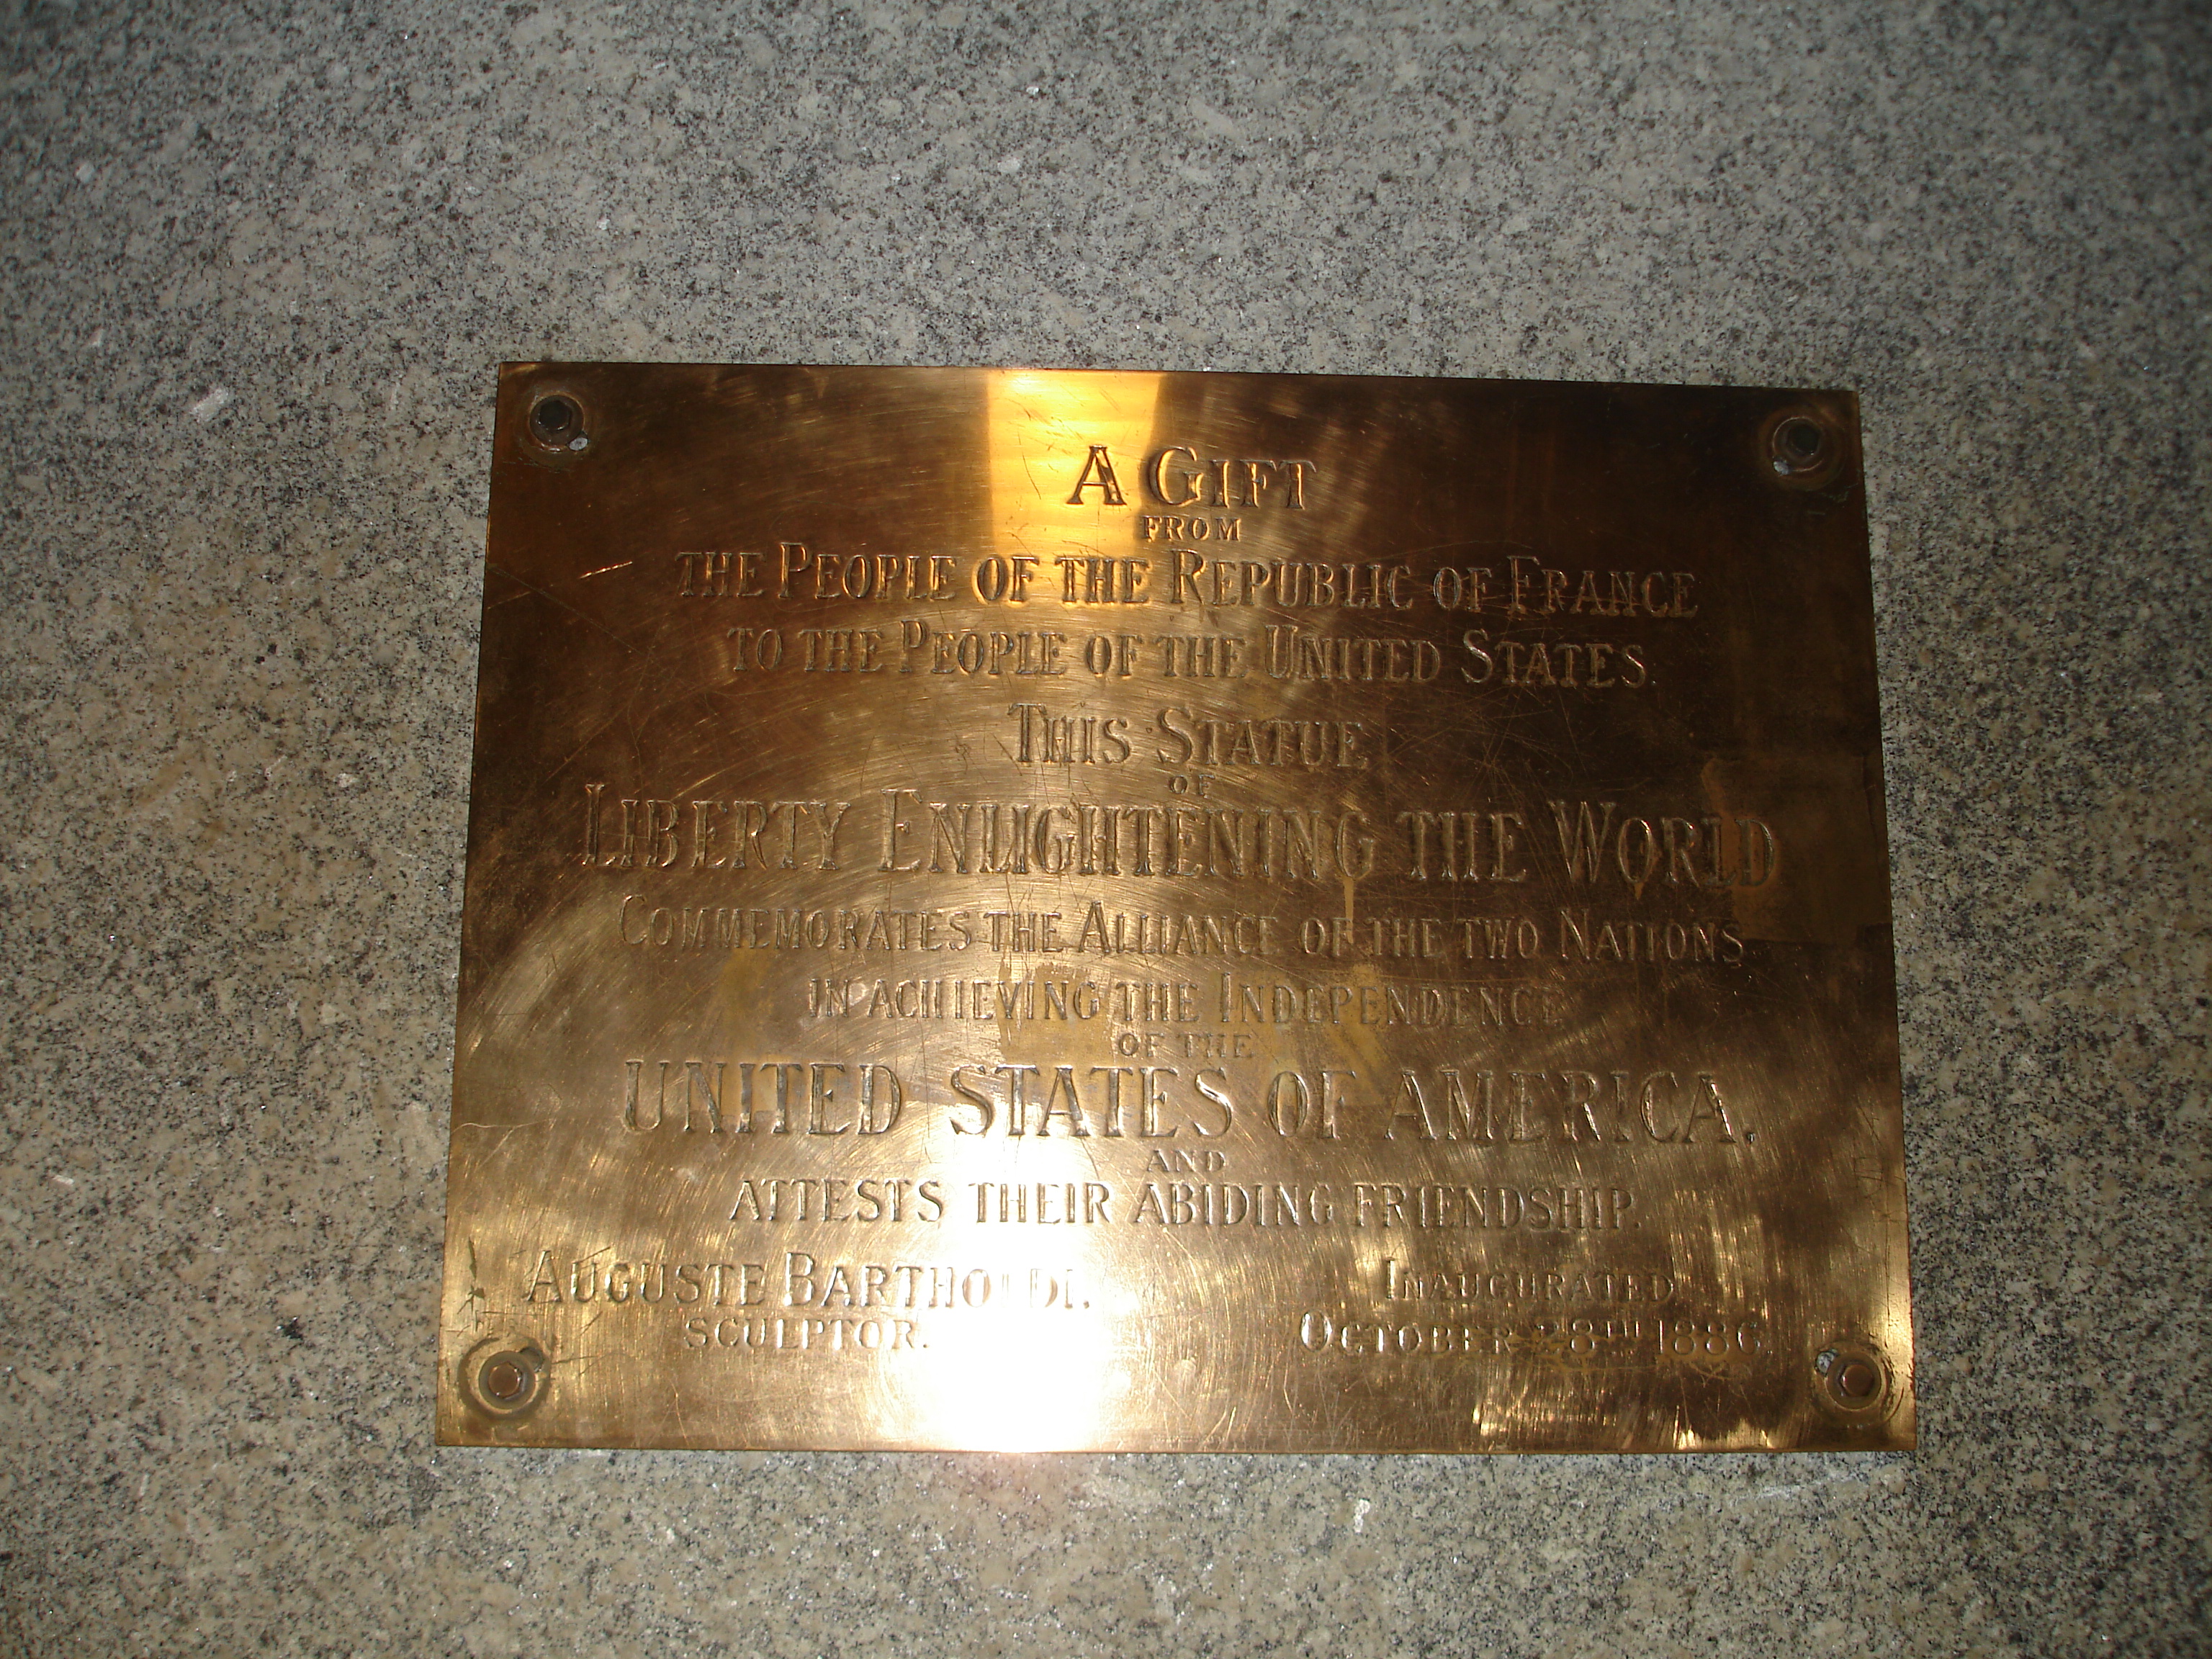 A GIFT
FROM
THE PEOPLE OF THE REPUBLIC OF FRANCE
TO THE PEOPLE OF THE UNITED STATES.
THIS STATUE
OF
LIBERTY ENLIGHTENING THE WORLD
COMMEMORATES THE ALLIANCE OF THE TWO NATIONS
IN ACHIEVING THE INDEPENDENCE
OF THE
UNITED STATES OF AMERICA.
AND
ATTESTS THEIR ABIDING FRIENDSHIP.
AUGUSTE BARTHOLDI.
SCULPTOR.
INAUGURATED
OCTOBER 28TH 1886